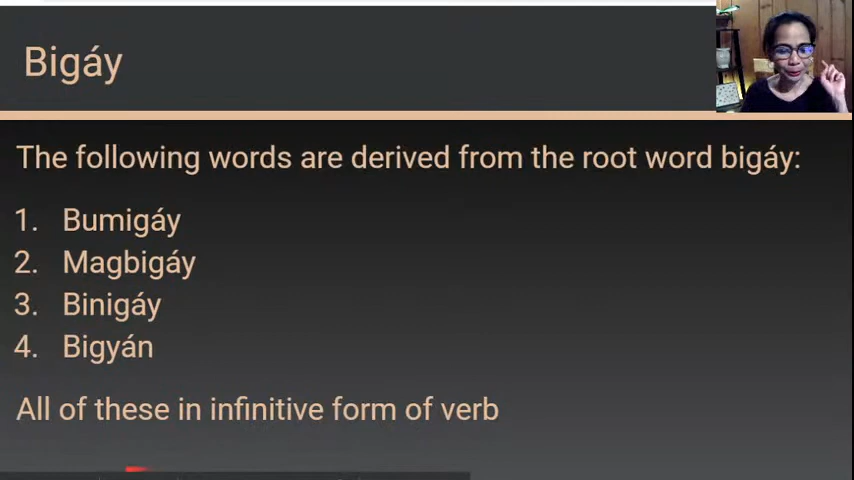 Bigáy
The following words are derived from the root word bigáy:
1. Bumigáy
2. Magbigáy
3. Binigáy
4. Bigyán
All of these in infinitive form of verb